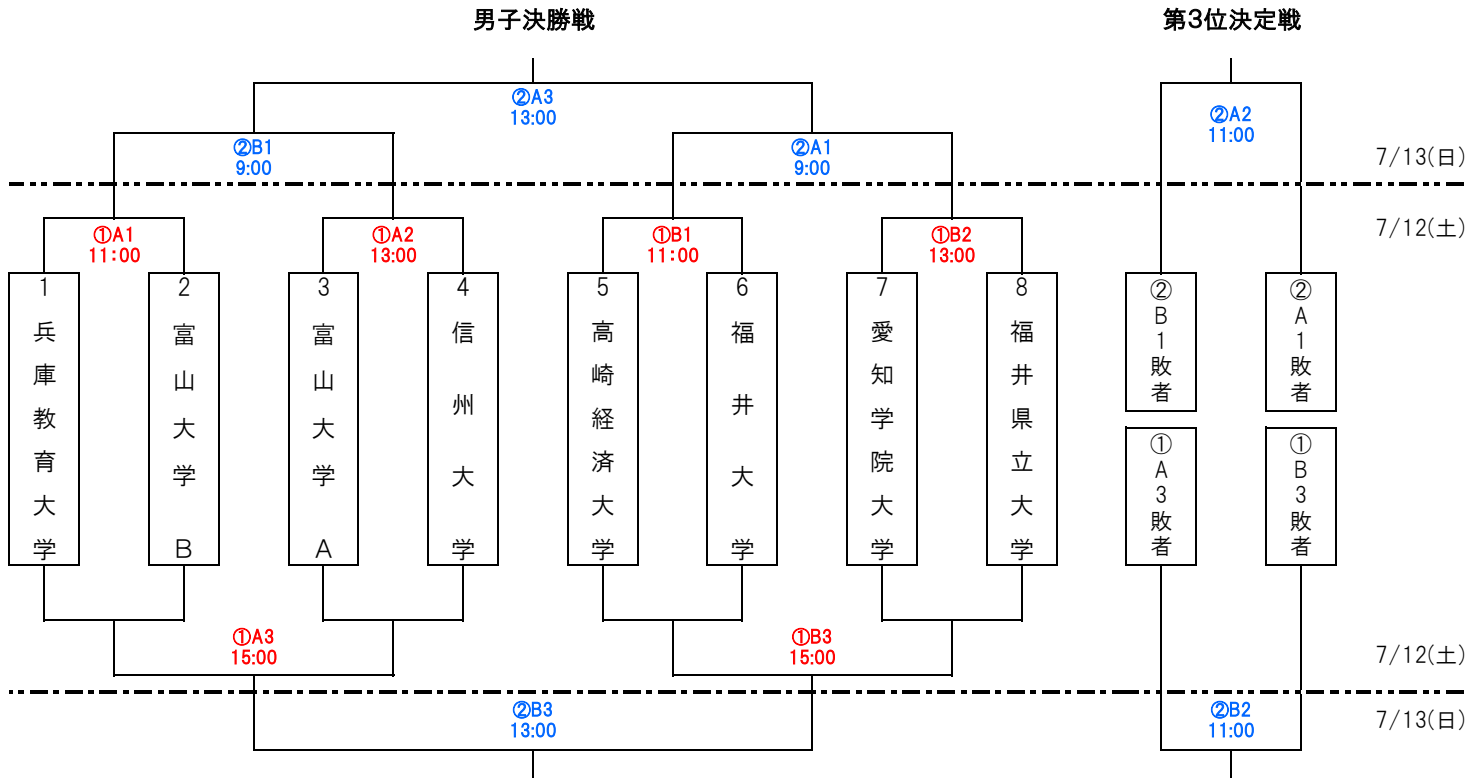 男子決勝戦
第3位決定戦
②A3
13:00
②A2
11:00
②B1
9:00
②A1
9:00
7/13(日)
7/12(土)
①A1
11:00
①A2
13:00
①B1
11:00
①B2
13:00
1 兵庫教育大学
2 富山大学 B
3 富山大学 A
4 信州大学
5 高崎経済大学
6 福井大学
7 愛知学院大学
8 福井県立大学
②B1敗者
②A1敗者
①A3敗者
①B3敗者
①A3
15:00
①B3
15:00
7/12(土)
②B3
13:00
②B2
11:00
7/13(日)